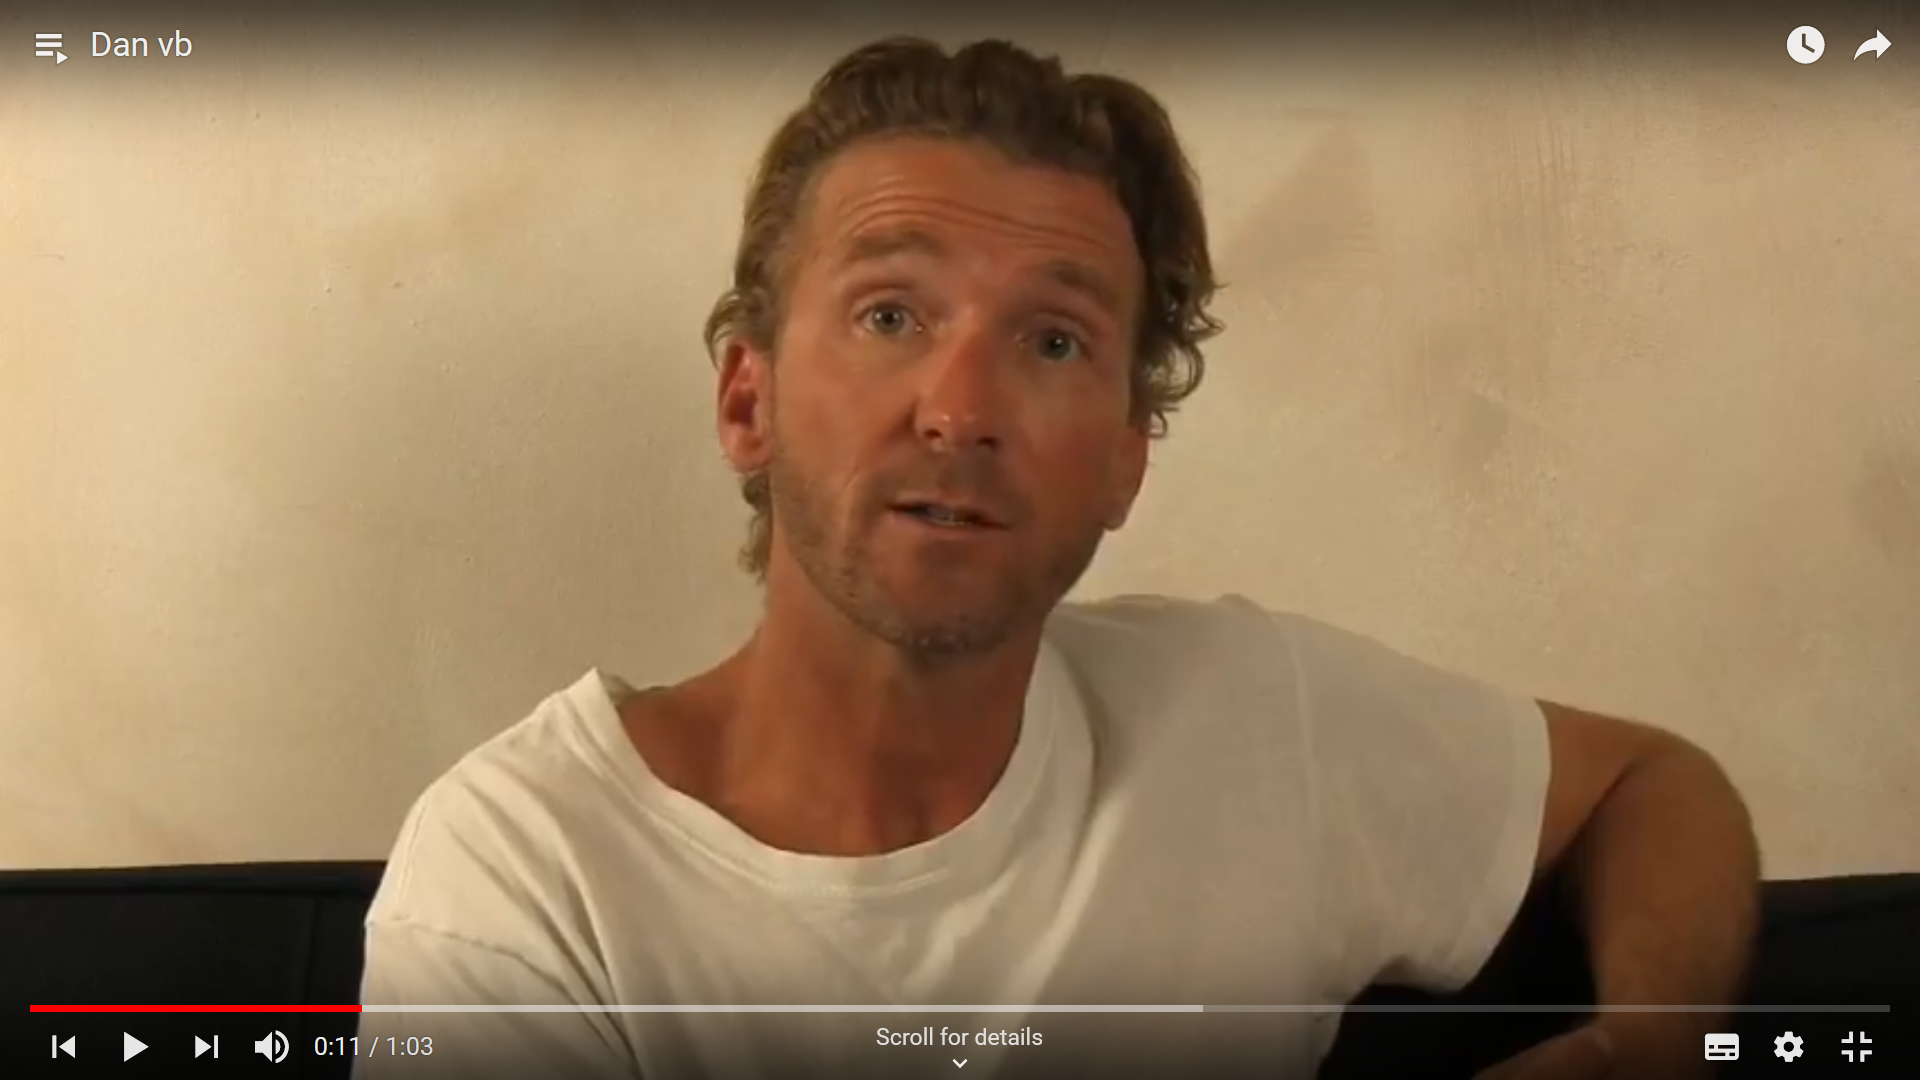 Dan vb
0:11 / 1:03
Scroll for details